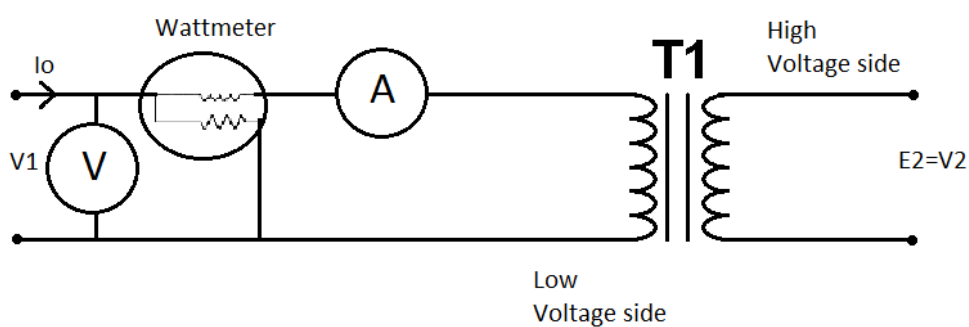 Wattmeter
High
Voltage side
T1
Io
A
V1
V
E2=V2
Low
Voltage side